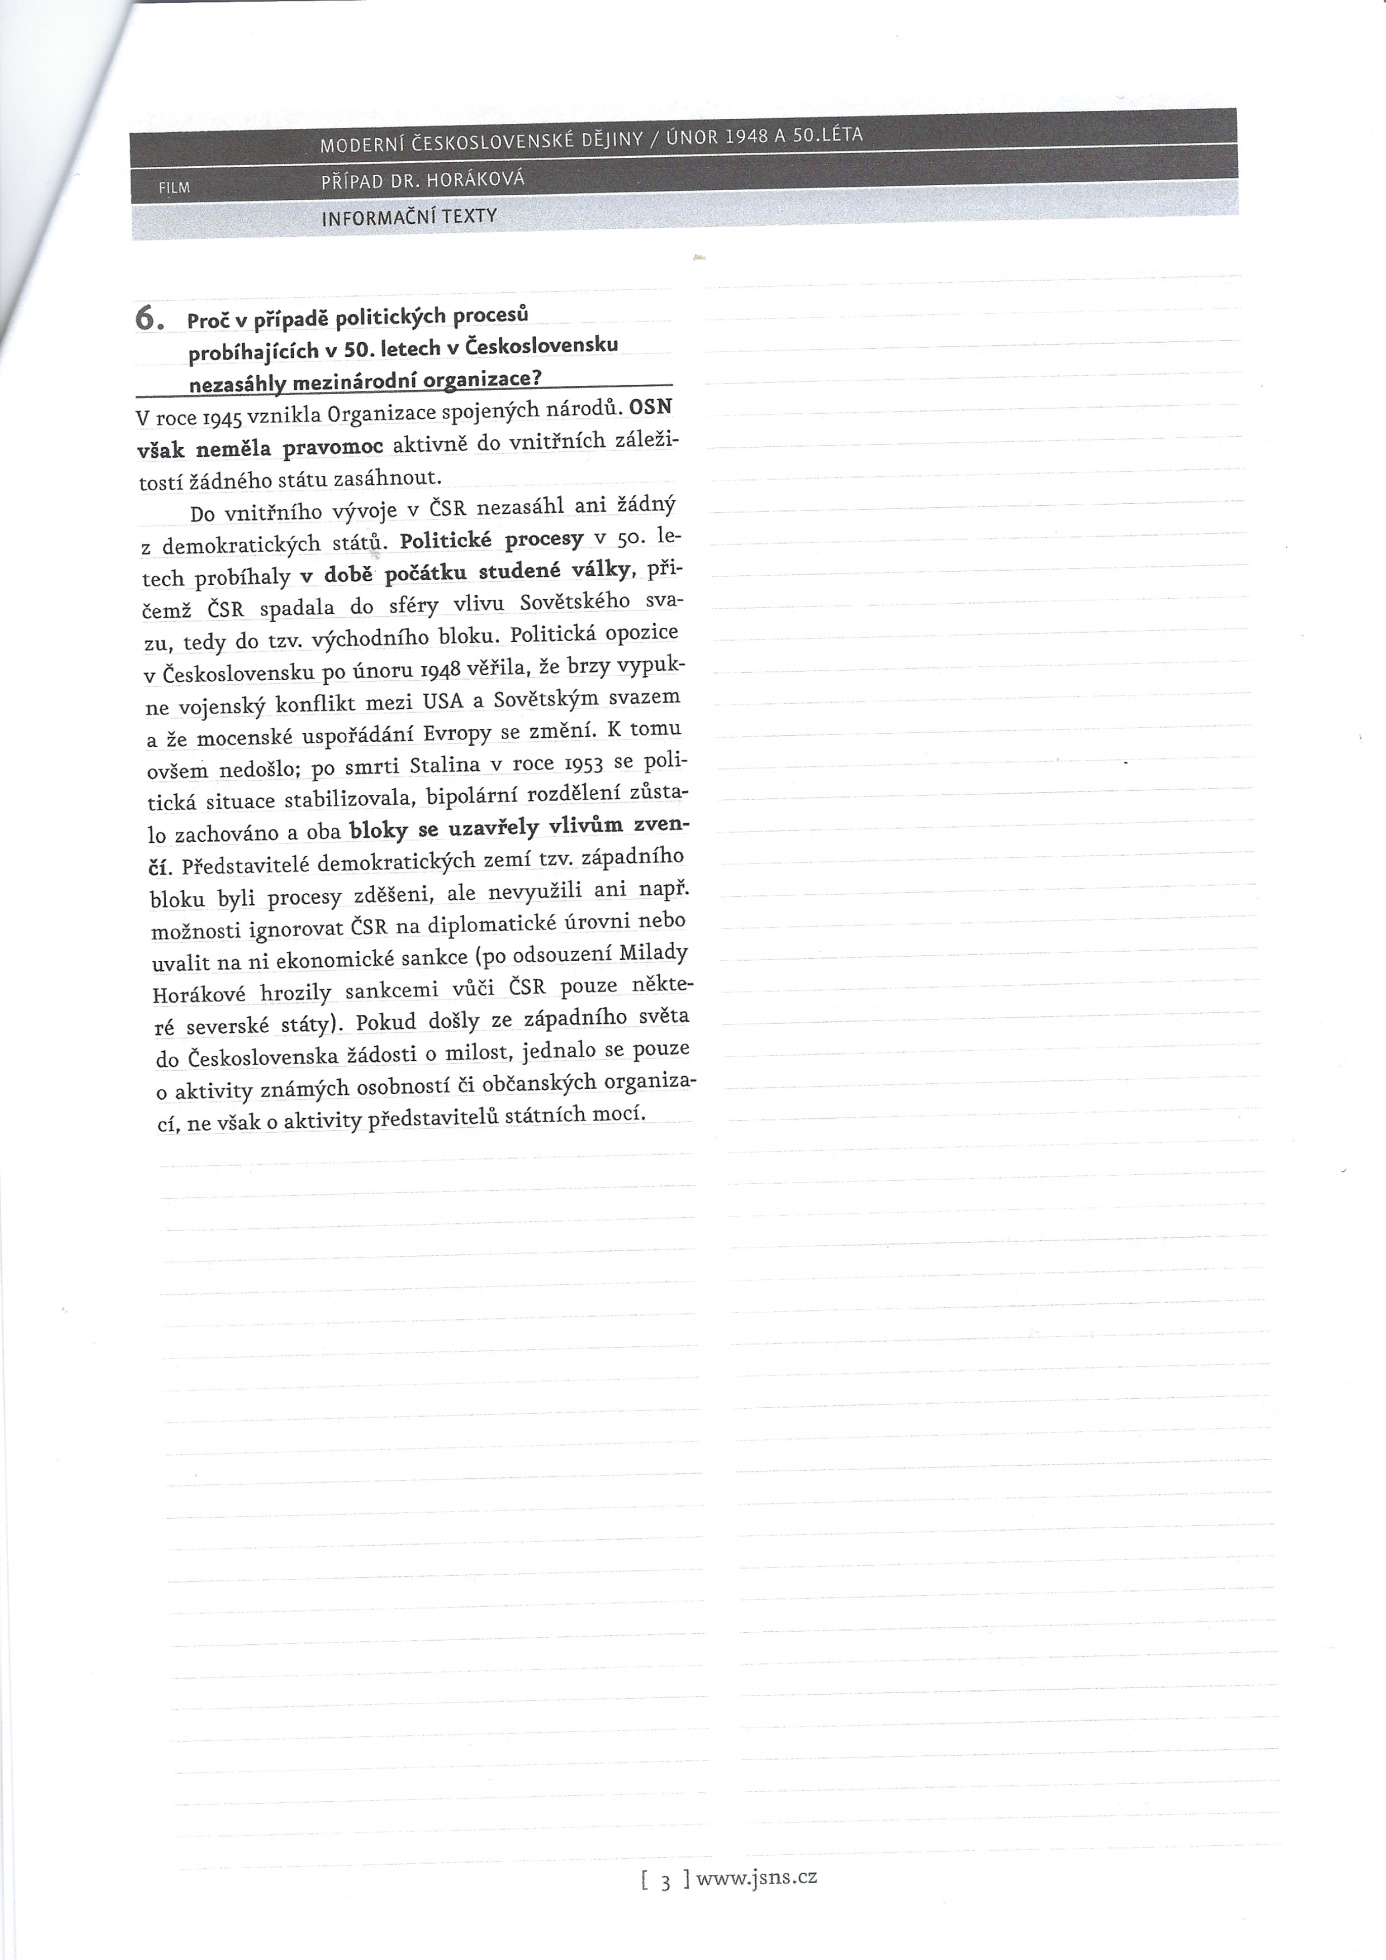 MODERNÍ ČESKOSLOVENSKÉ DĚJINY / ÚNOR 1948 A 50.LÉTA
FILM PŘÍPAD DR. HORÁKOVÁ
INFORMAČNÍ TEXTY
6. Proč v případě politických procesů
probíhajících v 50. letech v Československu
nezasáhly mezinárodní organizace?
V roce 1945 vznikla Organizace spojených národů. OSN
však neměla pravomoc aktivně do vnitřních záleži-
tostí žádného státu zasáhnout.
Do vnitřního vývoje v ČSR nezasáhl ani žádný
z demokratických států. Politické procesy v 50. le-
tech probíhaly v době počátku studené války, při-
čemž ČSR spadala do sféry vlivu Sovětského sva-
zu, tedy do tzv. východního bloku. Politická opozice
v Československu po únoru 1948 věřila, že brzy vypuk-
ne vojenský konflikt mezi USA a Sovětským svazem
a že mocenské uspořádání Evropy se změní. K tomu
ovšem nedošlo; po smrti Stalina v roce 1953 se poli-
tická situace stabilizovala, bipolární rozdělení zůsta-
lo zachováno a oba bloky se uzavřely vlivům zven-
čí. Představitelé demokratických zemí tzv. západního
bloku byli procesy zděšeni, ale nevyužili ani např.
možnosti ignorovat ČSR na diplomatické úrovni nebo
uvalit na ni ekonomické sankce (po odsouzení Milady
Horákové hrozily sankcemi vůči ČSR pouze někte-
ré severské státy). Pokud došly ze západního světa
do Československa žádosti o milost, jednalo se pouze
o aktivity známých osobností či občanských organiza-
cí, ne však o aktivity představitelů státních mocí.
[ 3 ] www.jsns.cz